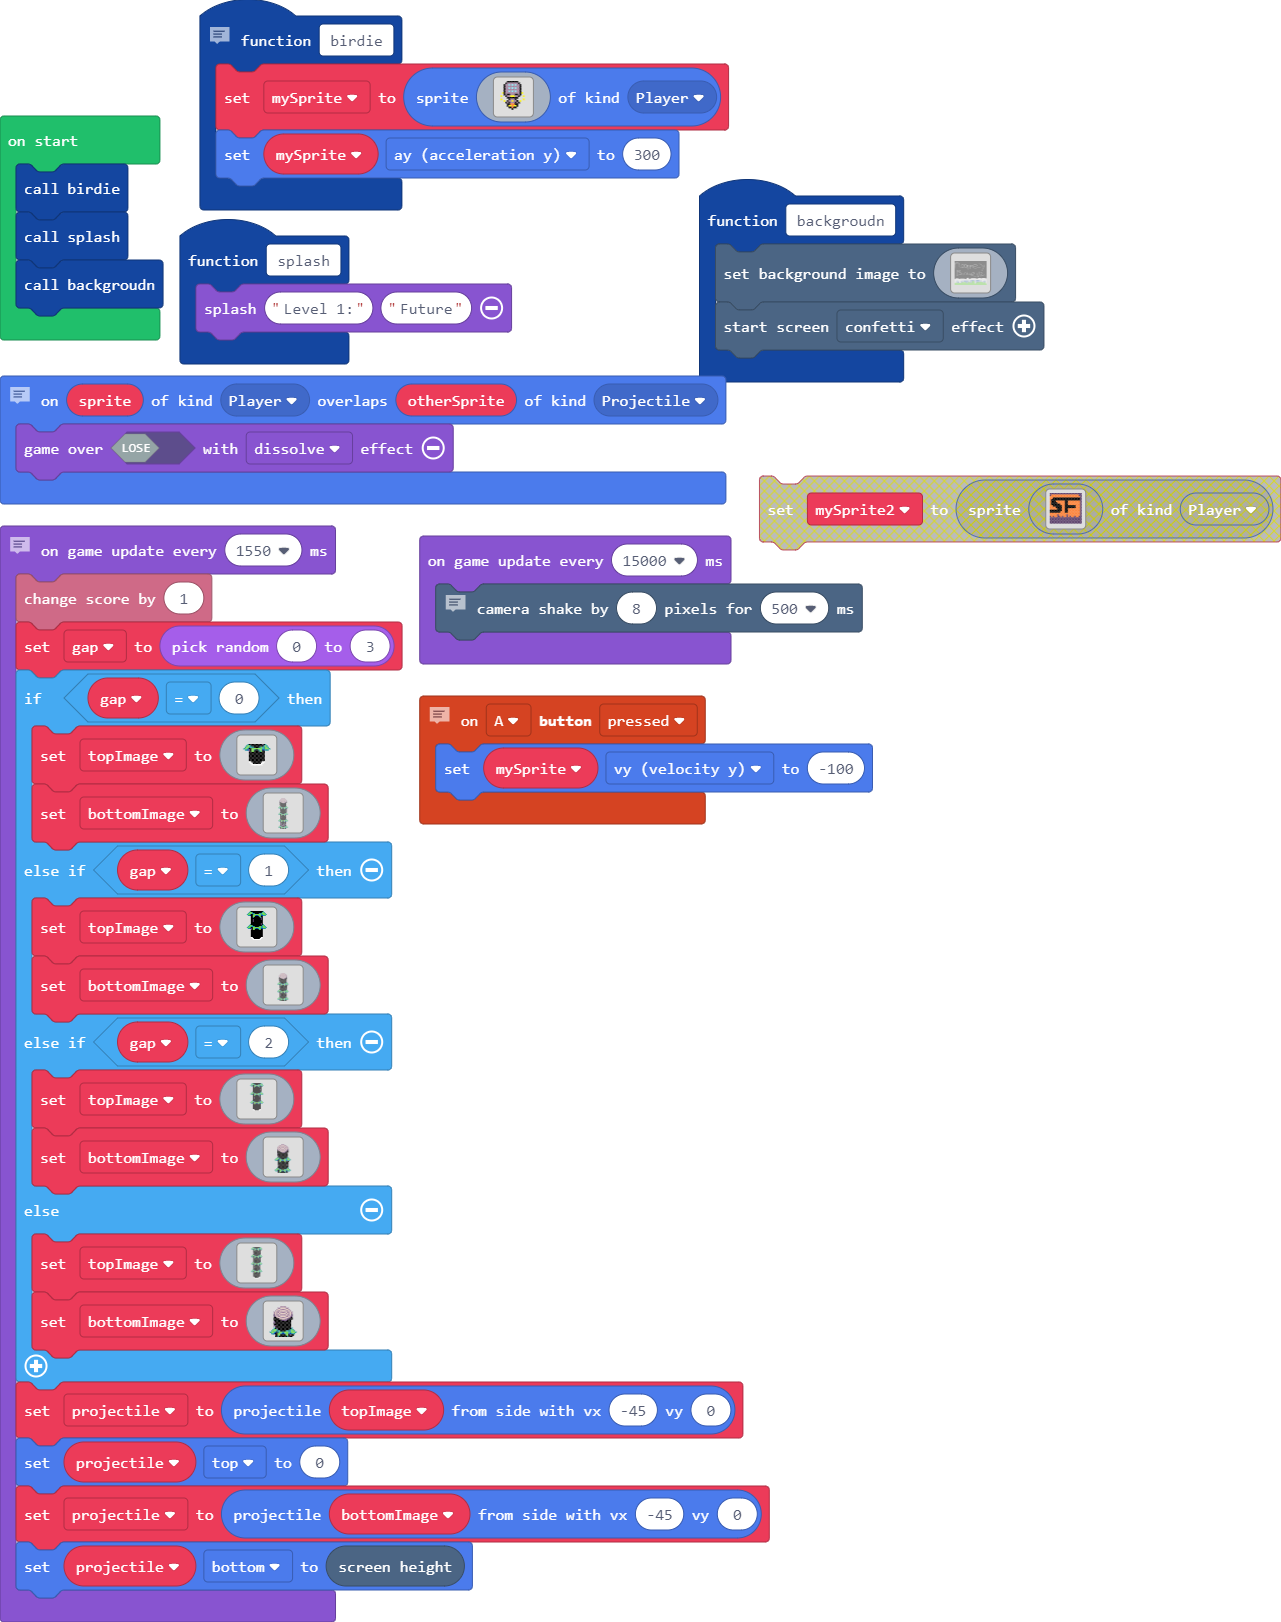 function birdie
set mySprite to sprite of kind Player
set mySprite ay (acceleration y) to 300
on start
call birdie
call splash
call backgroudn
function splash
splash "Level 1:" "Future"
function backgroudn
set background image to
start screen confetti effect
on sprite of kind Player overlaps otherSprite of kind Projectile
game over LOSE with dissolve effect
set mySprite2 to sprite SF of kind Player
on game update every 1550 ms
change score by 1
set gap to pick random 0 to 3
if gap = 0 then
set topImage to
set bottomImage to
else if gap = 1 then
set topImage to
set bottomImage to
else if gap = 2 then
set topImage to
set bottomImage to
else
set topImage to
set bottomImage to
set projectile to projectile topImage from side with vx -45 vy 0
set projectile top to 0
set projectile to projectile bottomImage from side with vx -45 vy 0
set projectile bottom to screen height
on game update every 15000 ms
camera shake by 8 pixels for 500 ms
on A button pressed
set mySprite vy (velocity y) to -100